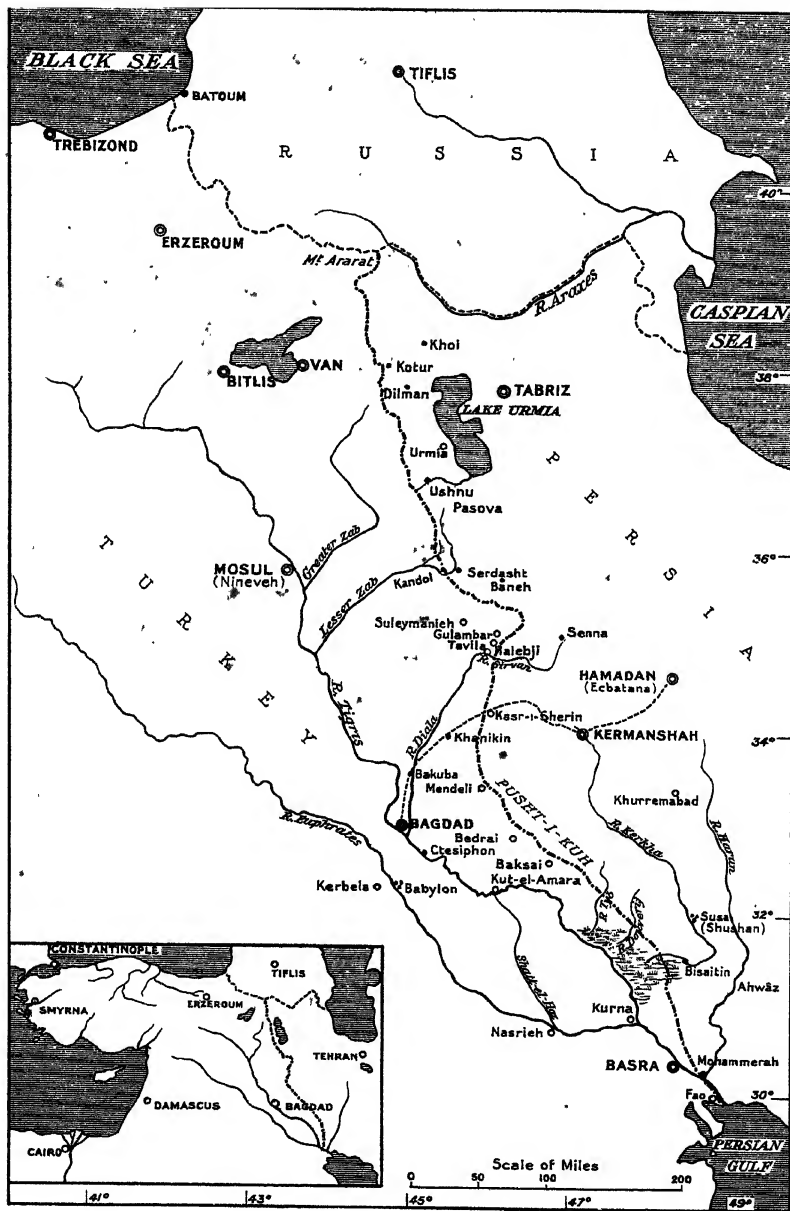 BLACK SEA
TIFLIS
BATOUM
TREBIZOND
RUSSIA
40°
ERZEROUM
Mt. Ararat
R. Araxes
CASPIAN
SEA
Khoi
VAN
Kotur
BITLIS
38°
Dilman
TABRIZ
LAKE URMIA
Urmia
Ushnu
Pasova
PERSIA
TURKEY
36°
MOSUL
(Nineveh)
Greater Zab
Lesser Zab
Kandol
Serdasht
Baneh
Suleymanieh
Gulambar
Tavila
Halebji
Senna
R. Sirvan
HAMADAN
(Ecbatana)
R. Tigris
R. Diala
Kasr-i-Sherin
34°
Khanikin
KERMANSHAH
Bakuba
Mendeli
PUSHT-I-KUH
Khurremabad
R. Euphrates
BAGDAD
Bedrai
R. Kerkha
R. Karun
Ctesiphon
Baksai
Kerbela
Babylon
Kut-el-Amara
32°
Susa
(Shushan)
Shatt-el-Hai
Bisaitin
Ahwâz
Kurna
Nasrieh
BASRA
Mohammerah
30°
Fao
PERSIAN
GULF
CONSTANTINOPLE
TIFLIS
ERZEROUM
SMYRNA
TEHRAN
DAMASCUS
BAGDAD
CAIRO
Scale of Miles
0 50 100 200
41° 43° 45° 47° 49°